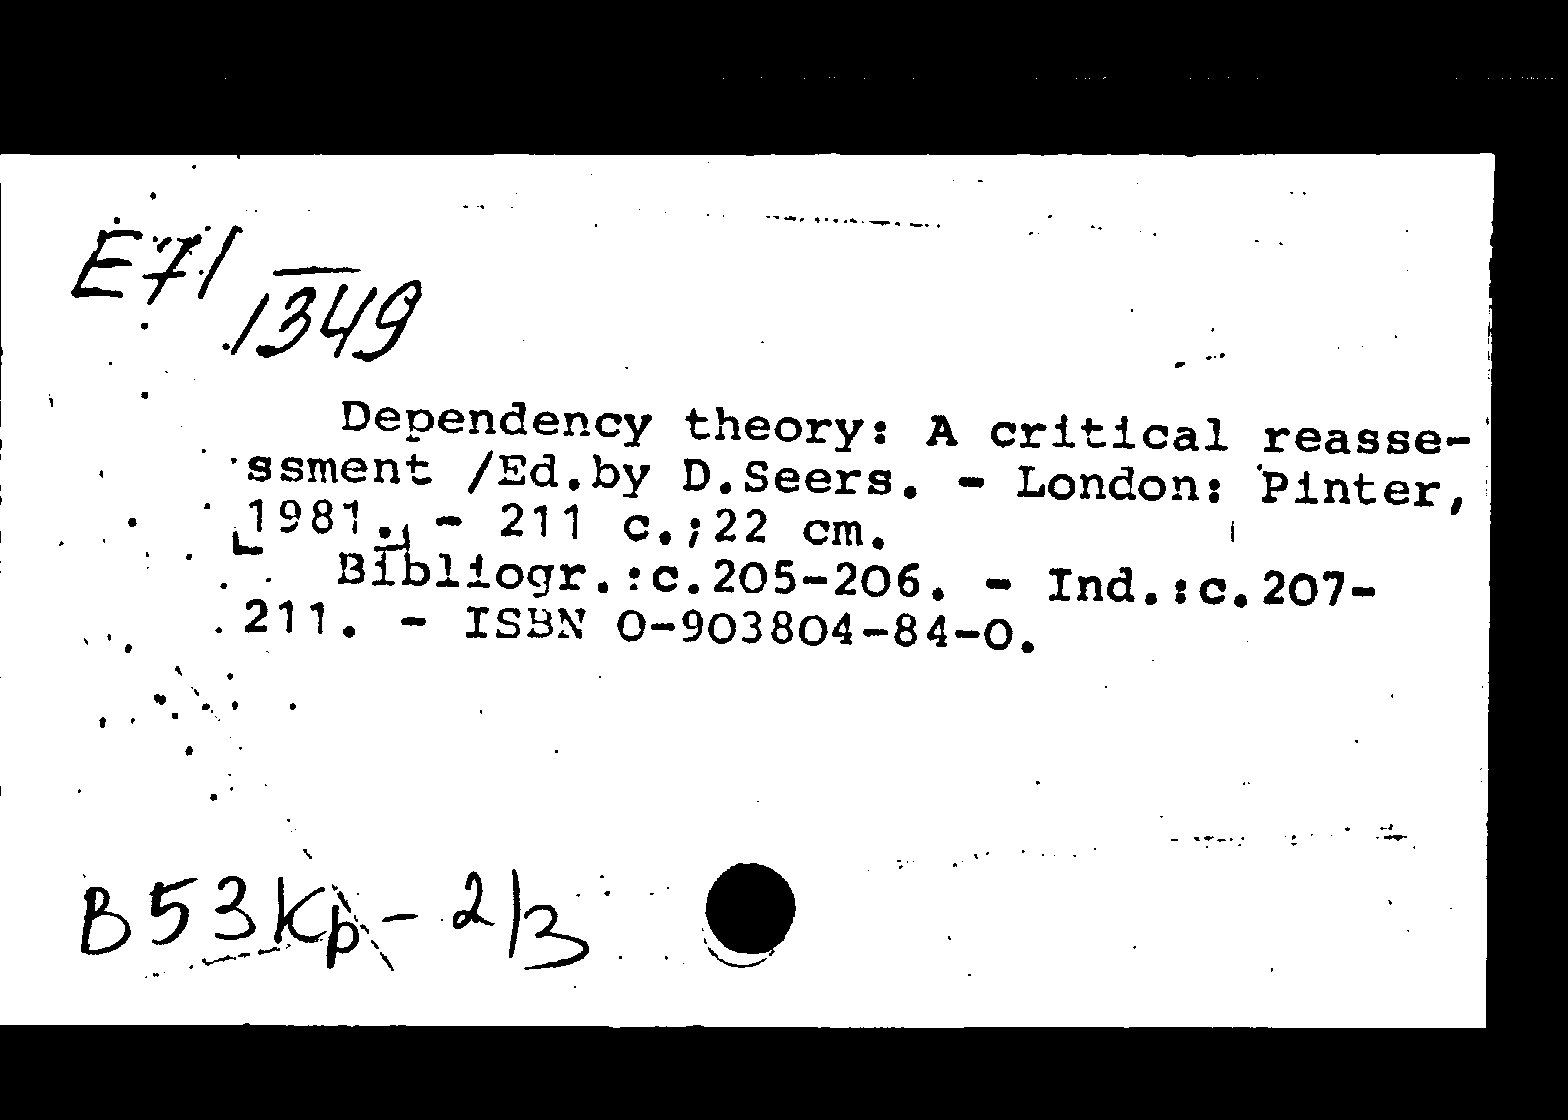 E71
1349
Dependency theory: A critical reasse-
ssment /Ed.by D.Seers. - London: Pinter,
1981. - 211 c.;22 cm.
Bibliogr.:c.205-206. - Ind.:c.207-
211. - ISBN 0-903804-84-0.
В53Кр - 2/3